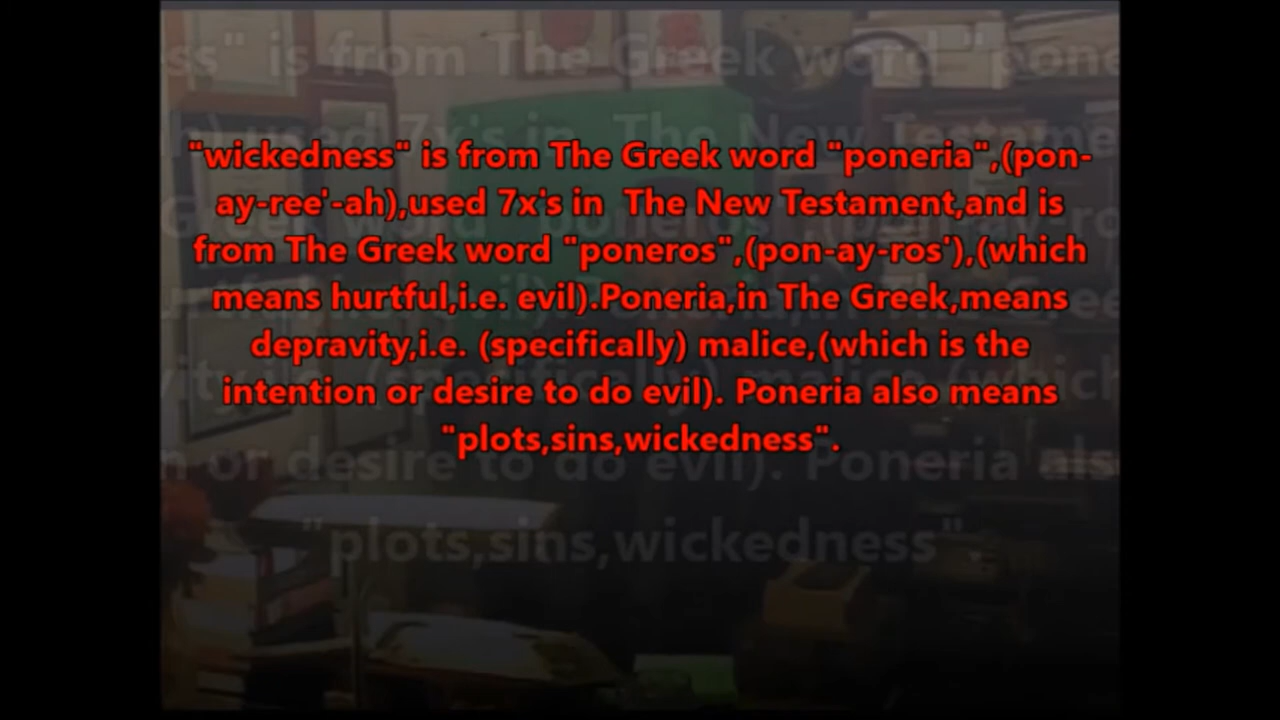 "wickedness" is from The Greek word "poneria",(pon-
ay-ree'-ah),used 7x's in  The New Testament,and is
from The Greek word "poneros",(pon-ay-ros'),(which
means hurtful,i.e. evil).Poneria,in The Greek,means
depravity,i.e. (specifically) malice,(which is the
intention or desire to do evil). Poneria also means
"plots,sins,wickedness".